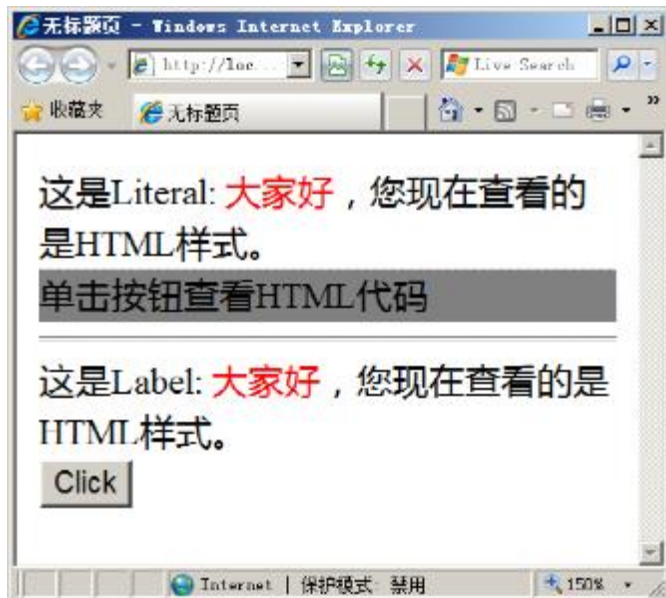 无标题页 - Windows Internet Explorer
http://loc... Live Search
收藏夹 无标题页
这是Literal: 大家好，您现在查看的
是HTML样式。
单击按钮查看HTML代码
这是Label: 大家好，您现在查看的是
HTML样式。
Click
Internet | 保护模式: 禁用 150%